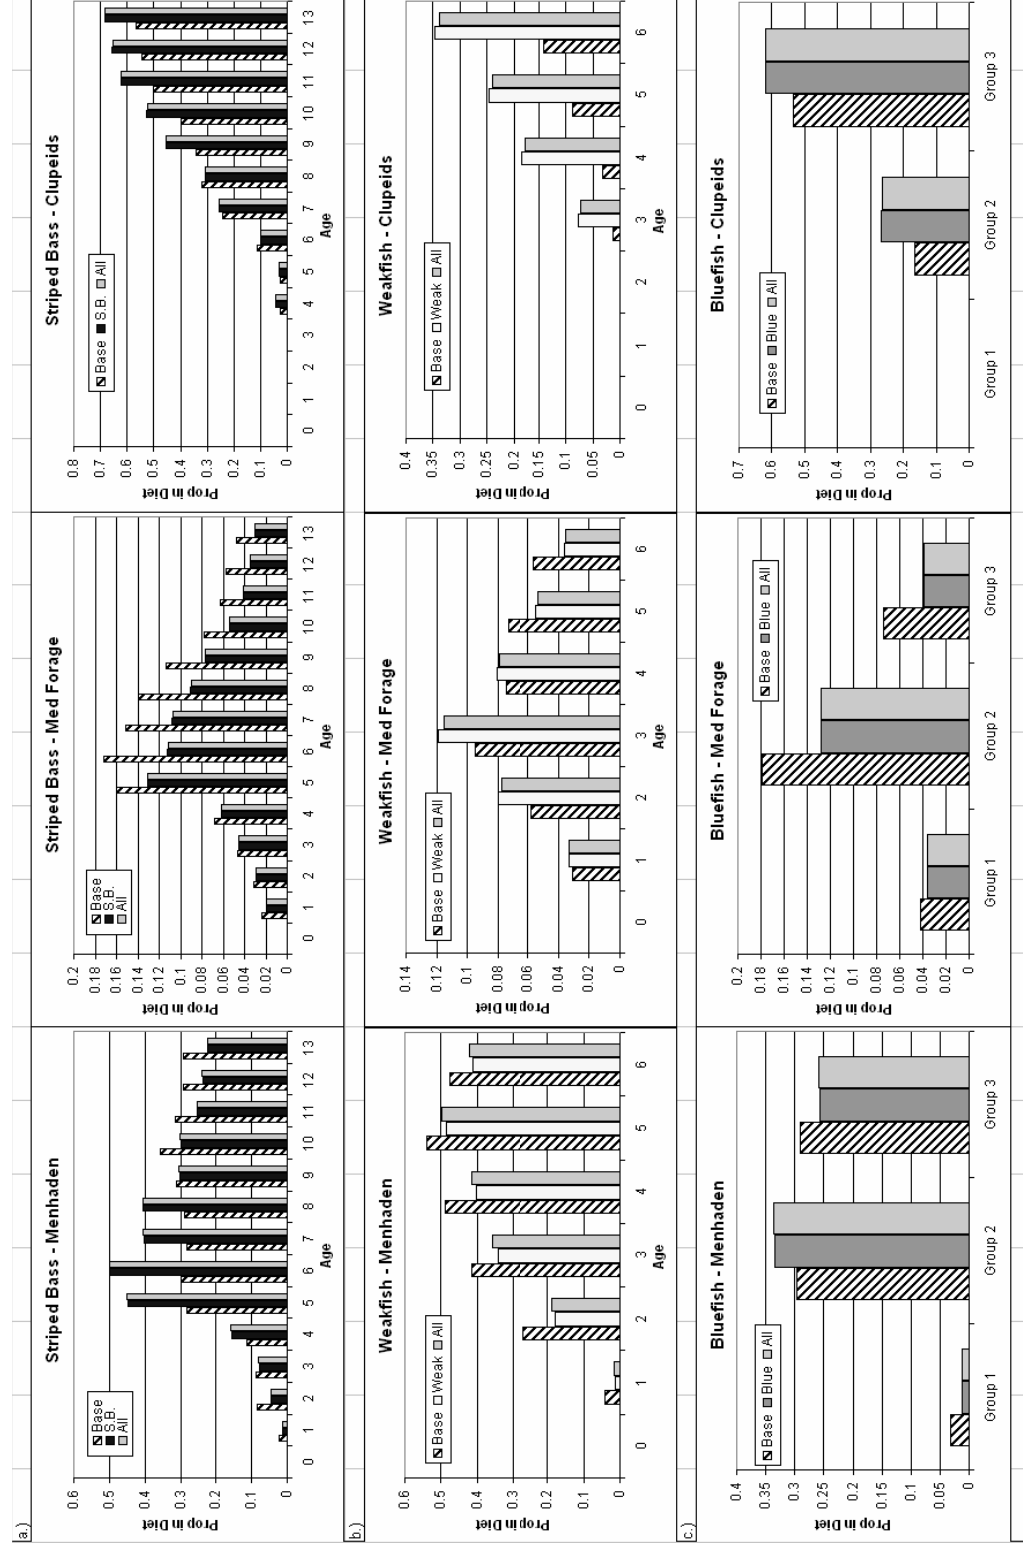 a.)
Striped Bass - Menhaden
Base
S.B.
All
Prop in Diet
0.6
0.5
0.4
0.3
0.2
0.1
0
0 1 2 3 4 5 6 7 8 9 10 11 12 13
Age
Striped Bass - Med Forage
Base
S.B.
All
Prop in Diet
0.2
0.18
0.16
0.14
0.12
0.1
0.08
0.06
0.04
0.02
0
0 1 2 3 4 5 6 7 8 9 10 11 12 13
Age
Striped Bass - Clupeids
Base S.B. All
Prop in Diet
0.8
0.7
0.6
0.5
0.4
0.3
0.2
0.1
0
0 1 2 3 4 5 6 7 8 9 10 11 12 13
Age
b.)
Weakfish - Menhaden
Base Weak All
Prop in Diet
0.6
0.5
0.4
0.3
0.2
0.1
0
0 1 2 3 4 5 6
Age
Weakfish - Med Forage
Base Weak All
Prop in Diet
0.14
0.12
0.1
0.08
0.06
0.04
0.02
0
0 1 2 3 4 5 6
Age
Weakfish - Clupeids
Base Weak All
Prop in Diet
0.4
0.35
0.3
0.25
0.2
0.15
0.1
0.05
0
0 1 2 3 4 5 6
Age
c.)
Bluefish - Menhaden
Base Blue All
Prop in Diet
0.4
0.35
0.3
0.25
0.2
0.15
0.1
0.05
0
Group 1 Group 2 Group 3
Bluefish - Med Forage
Base Blue All
Prop in Diet
0.2
0.18
0.16
0.14
0.12
0.1
0.08
0.06
0.04
0.02
0
Group 1 Group 2 Group 3
Bluefish - Clupeids
Base Blue All
Prop in Diet
0.7
0.6
0.5
0.4
0.3
0.2
0.1
0
Group 1 Group 2 Group 3